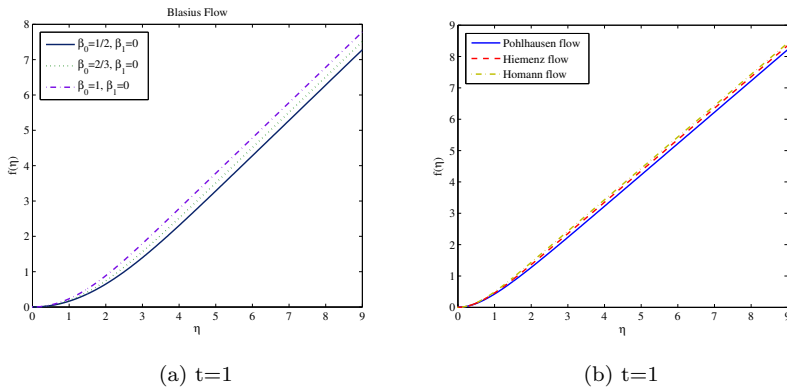 Blasius Flow
8
7
6
5
4
3
2
1
0
f(η)
β₀=1/2, β₁=0
β₀=2/3, β₁=0
β₀=1, β₁=0
0 1 2 3 4 5 6 7 8 9
η
(a) t=1
9
8
7
6
5
4
3
2
1
0
f(η)
Pohlhausen flow
Hiemenz flow
Homann flow
0 1 2 3 4 5 6 7 8 9
η
(b) t=1